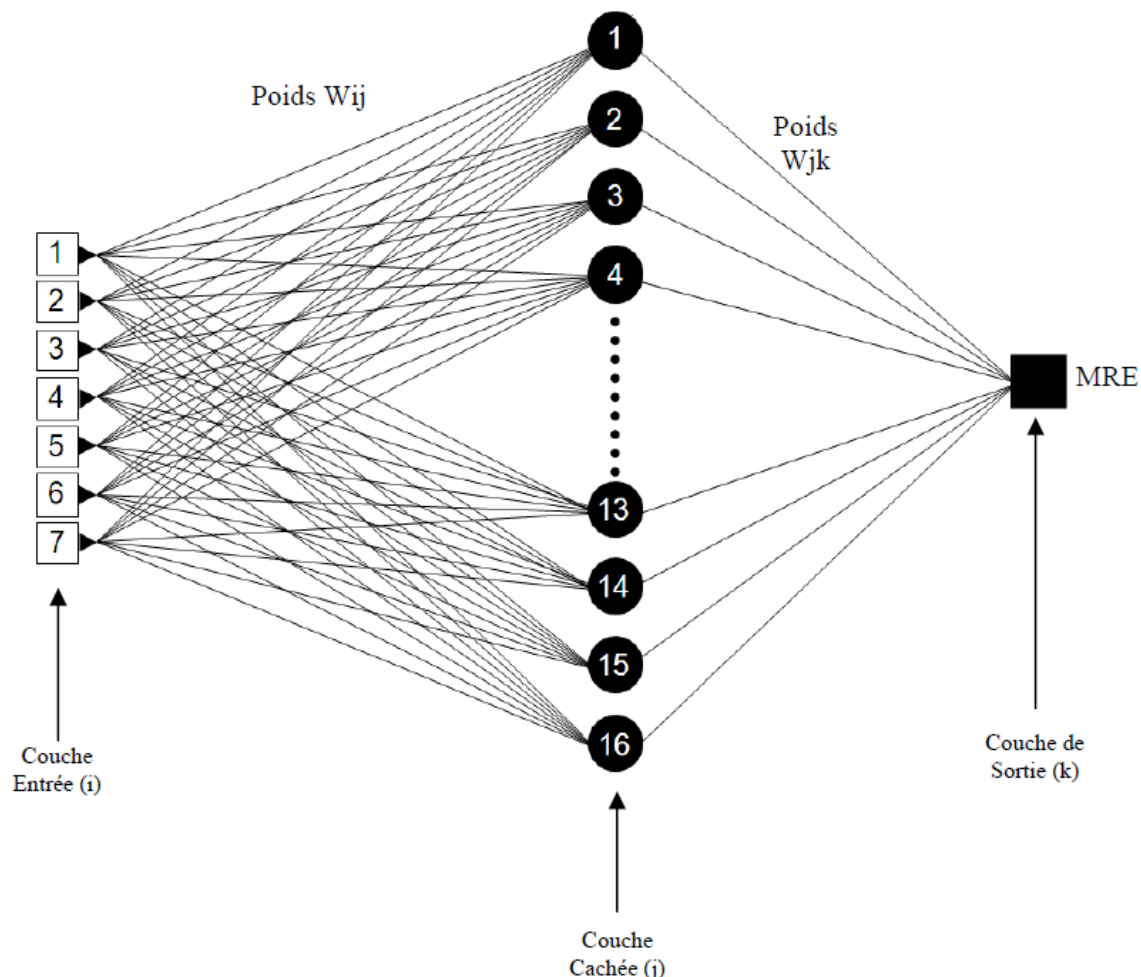 1
Poids Wij
2
Poids
Wjk
3
4
1
2
3
4
5
6
7
MRE
13
14
15
16
Couche
Entrée (i)
Couche de
Sortie (k)
Couche
Cachée (j)